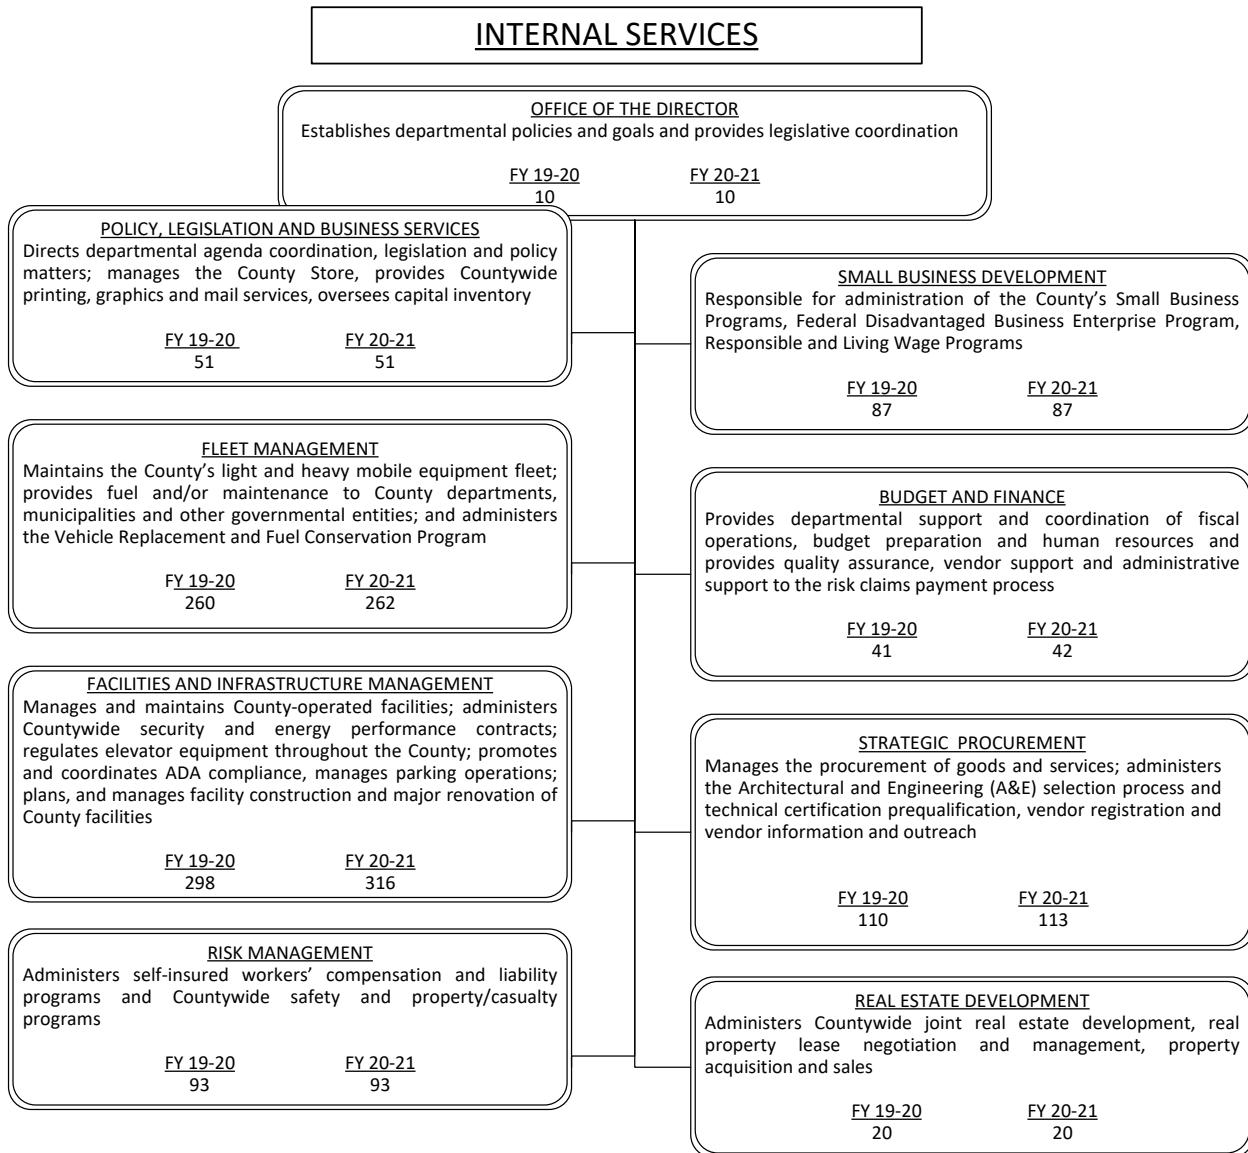 INTERNAL SERVICES
OFFICE OF THE DIRECTOR
Establishes departmental policies and goals and provides legislative coordination
FY 19-20 FY 20-21
10 10
POLICY, LEGISLATION AND BUSINESS SERVICES
Directs departmental agenda coordination, legislation and policy
matters; manages the County Store, provides Countywide
printing, graphics and mail services, oversees capital inventory
FY 19-20 FY 20-21
51 51
SMALL BUSINESS DEVELOPMENT
Responsible for administration of the County’s Small Business
Programs, Federal Disadvantaged Business Enterprise Program,
Responsible and Living Wage Programs
FY 19-20 FY 20-21
87 87
FLEET MANAGEMENT
Maintains the County’s light and heavy mobile equipment fleet;
provides fuel and/or maintenance to County departments,
municipalities and other governmental entities; and administers
the Vehicle Replacement and Fuel Conservation Program
FY 19-20 FY 20-21
260 262
BUDGET AND FINANCE
Provides departmental support and coordination of fiscal
operations, budget preparation and human resources and
provides quality assurance, vendor support and administrative
support to the risk claims payment process
FY 19-20 FY 20-21
41 42
FACILITIES AND INFRASTRUCTURE MANAGEMENT
Manages and maintains County-operated facilities; administers
Countywide security and energy performance contracts;
regulates elevator equipment throughout the County; promotes
and coordinates ADA compliance, manages parking operations;
plans, and manages facility construction and major renovation of
County facilities
FY 19-20 FY 20-21
298 316
STRATEGIC PROCUREMENT
Manages the procurement of goods and services; administers
the Architectural and Engineering (A&E) selection process and
technical certification prequalification, vendor registration and
vendor information and outreach
FY 19-20 FY 20-21
110 113
RISK MANAGEMENT
Administers self-insured workers’ compensation and liability
programs and Countywide safety and property/casualty
programs
FY 19-20 FY 20-21
93 93
REAL ESTATE DEVELOPMENT
Administers Countywide joint real estate development, real
property lease negotiation and management, property
acquisition and sales
FY 19-20 FY 20-21
20 20